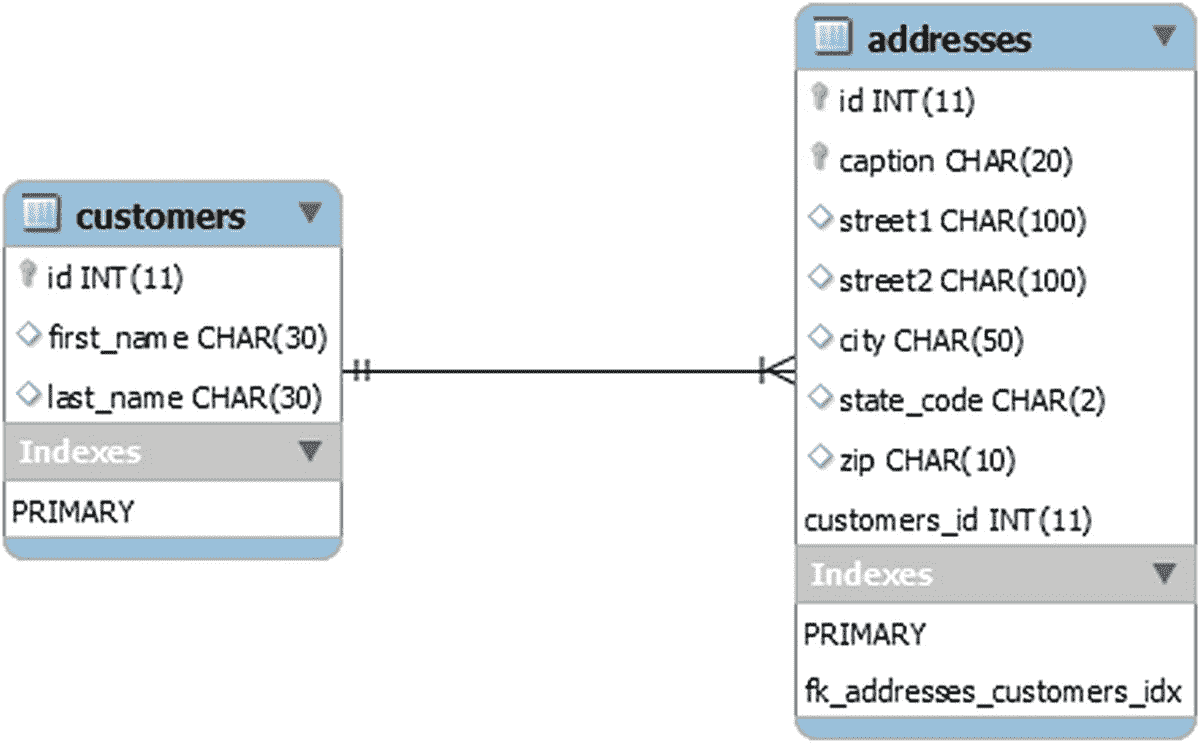 customers
id INT(11)
first_name CHAR(30)
last_name CHAR(30)
Indexes
PRIMARY
addresses
id INT(11)
caption CHAR(20)
street1 CHAR(100)
street2 CHAR(100)
city CHAR(50)
state_code CHAR(2)
zip CHAR(10)
customers_id INT(11)
Indexes
PRIMARY
fk_addresses_customers_idx